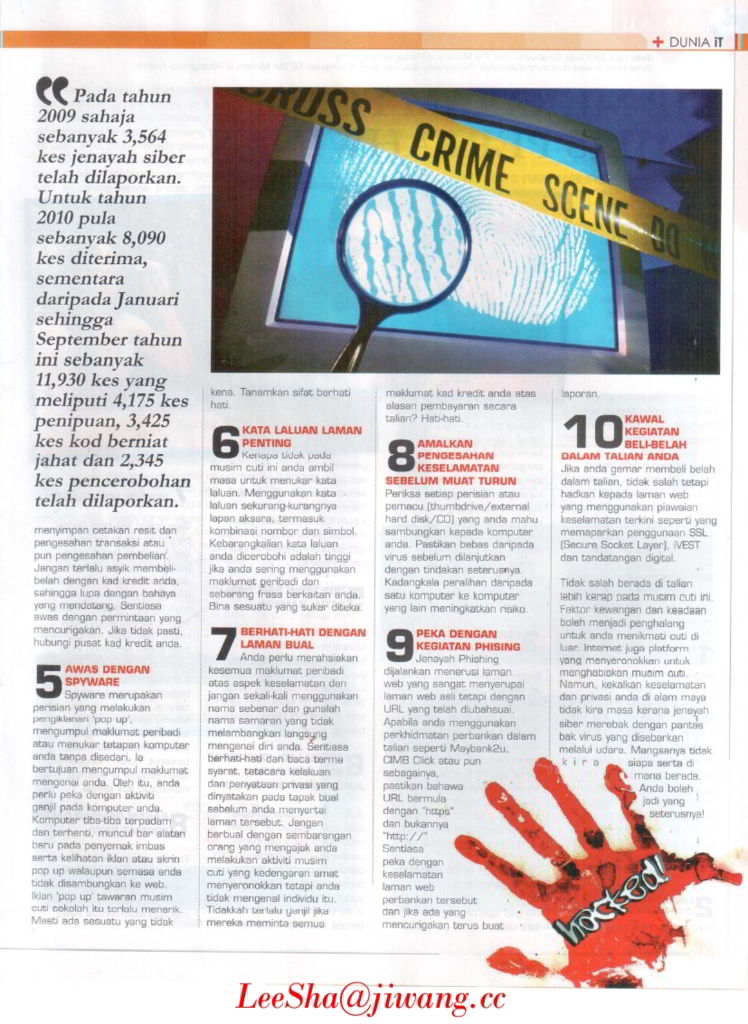 + DUNIA iT
“ Pada tahun
2009 sahaja
sebanyak 3,564
kes jenayah siber
telah dilaporkan.
Untuk tahun
2010 pula
sebanyak 8,090
kes diterima,
sementara
daripada Januari
sehingga
September tahun
ini sebanyak
11,930 kes yang
meliputi 4,175 kes
penipuan, 3,425
kes kod berniat
jahat dan 2,345
kes pencerobohan
telah dilaporkan.
CROSS CRIME SCENE DO
menyimpan cetakan resit dan
pengesahan transaksi atau
pun pengesahan pembelian.
Jangan terlalu asyik membeli-
belah dengan kad kredit anda,
sehingga lupa dengan bahaya
yang mendatang. Sentiasa
awas dengan permintaan yang
mencurigakan. Jika tidak pasti,
hubungi pusat kad kredit anda.
5 AWAS DENGAN
SPYWARE
Spyware merupakan
perisian yang melakukan
pengiklanan 'pop up',
mengumpul maklumat peribadi
atau menukar tetapan komputer
anda tanpa disedari. Ia
bertujuan mengumpul maklumat
mengenai anda. Oleh itu, anda
perlu peka dengan aktiviti
ganjil pada komputer anda.
Komputer tiba-tiba terpadam
dan terhenti, muncul bar alatan
baru pada penyemak imbas
serta kelihatan iklan atau skrin
pop up walaupun semasa anda
tidak disambungkan ke web.
Iklan 'pop up' tawaran musim
cuti sekolah itu terlalu menarik.
Mesti ada sesuatu yang tidak
kena. Tanamkan sifat berhati
hati.
6 KATA LALUAN LAMAN
PENTING
Kenapa tidak pada
musim cuti ini anda ambil
masa untuk menukar kata
laluan. Menggunakan kata
laluan sekurang-kurangnya
lapan aksara, termasuk
kombinasi nombor dan simbol.
Kebarangkalian kata laluan
anda dicerobohi adalah tinggi
jika anda sering menggunakan
maklumat peribadi dan
sebarang frasa berkaitan anda.
Bina sesuatu yang sukar diteka.
7 BERHATI-HATI DENGAN
LAMAN BUAL
Anda perlu merahsiakan
kesemua maklumat peribadi
atas aspek keselamatan dan
jangan sekali-kali menggunakan
nama sebenar dan gunalah
nama samaran yang tidak
melambangkan langsung
mengenai diri anda. Sentiasa
berhati-hati dan baca terma
syarat, tatacara kelakuan
dan penyataan privasi yang
dinyatakan pada tapak bual
sebelum anda menyertai
laman tersebut. Jangan
berbual dengan sembarangan
orang yang mengajak anda
melakukan aktiviti musim
cuti yang kedengaran amat
menyeronokkan tetapi anda
tidak mengenal individu itu.
Tidakkah terlalu ganjil jika
mereka meminta semua
maklumat kad kredit anda atas
alasan pembayaran secara
talian? Hati-hati.
8 AMALKAN
PENGESAHAN
KESELAMATAN
SEBELUM MUAT TURUN
Periksa setiap perisian atau
pemacu (thumbdrive/external
hard disk/CD) yang anda mahu
sambungkan kepada komputer
anda. Pastikan bebas daripada
virus sebelum dilanjutkan
dengan tindakan seterusnya.
Kadangkala peralihan daripada
satu komputer ke komputer
yang lain meningkatkan risiko.
9 PEKA DENGAN
KEGIATAN PHISING
Jenayah Phishing
dijalankan menerusi laman
web yang sangat menyerupai
laman web asli tetapi dengan
URL yang telah diubahsuai.
Apabila anda menggunakan
perkhidmatan perbankan dalam
talian seperti Maybank2u,
CIMB Click atau pun
sebagainya,
pastikan bahawa
URL bermula
dengan "https"
dan bukannya
"http://"
Sentiasa
peka dengan
keselamatan
laman web
perbankan tersebut
dan jika ada yang
mencurigakan terus buat
laporan.
10 KAWAL
KEGIATAN
BELI-BELAH
DALAM TALIAN ANDA
Jika anda gemar membeli belah
dalam talian, tidak salah tetapi
hadkan kepada laman web
yang menggunakan piawaian
keselamatan terkini seperti yang
memaparkan penggunaan SSL
(Secure Socket Layer), iVEST
dan tandatangan digital.
Tidak salah berada di talian
lebih kerap pada musim cuti ini.
Faktor kewangan dan keadaan
boleh menjadi penghalang
untuk anda menikmati cuti di
luar. Internet juga platform
yang menyeronokkan untuk
menghabiskan musim cuti.
Namun, kekalkan keselamatan
dan privasi anda di alam maya
tidak kira masa kerana jenayah
siber merebak dengan pantas
bak virus yang disebarkan
melalui udara. Mangsanya tidak
kira siapa serta di
mana berada.
Anda boleh
jadi yang
seterusnya!
hacked!
LeeSha@jiwang.cc